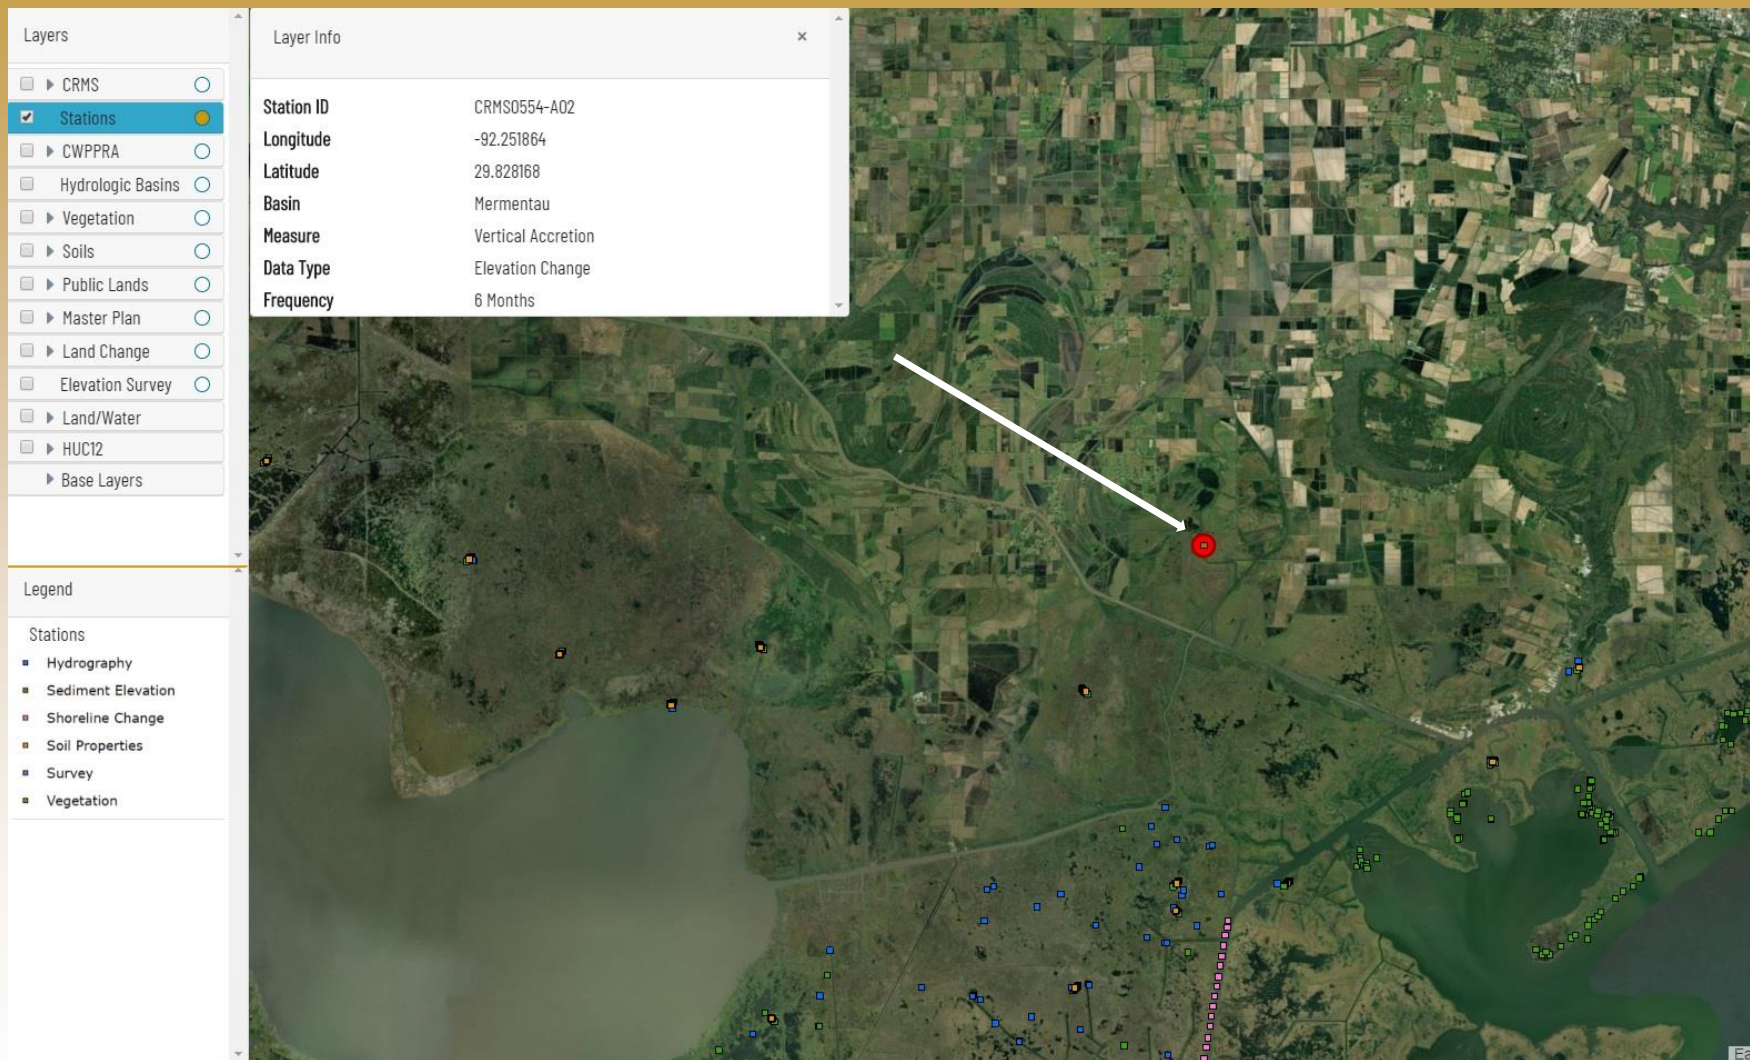 Layers
CRMS
Stations
CWPPRA
Hydrologic Basins
Vegetation
Soils
Public Lands
Master Plan
Land Change
Elevation Survey
Land/Water
HUC12
Base Layers
Legend
Stations
Hydrography
Sediment Elevation
Shoreline Change
Soil Properties
Survey
Vegetation
Layer Info ×
Station ID CRMS0554-A02
Longitude -92.251864
Latitude 29.828168
Basin Mermentau
Measure Vertical Accretion
Data Type Elevation Change
Frequency 6 Months